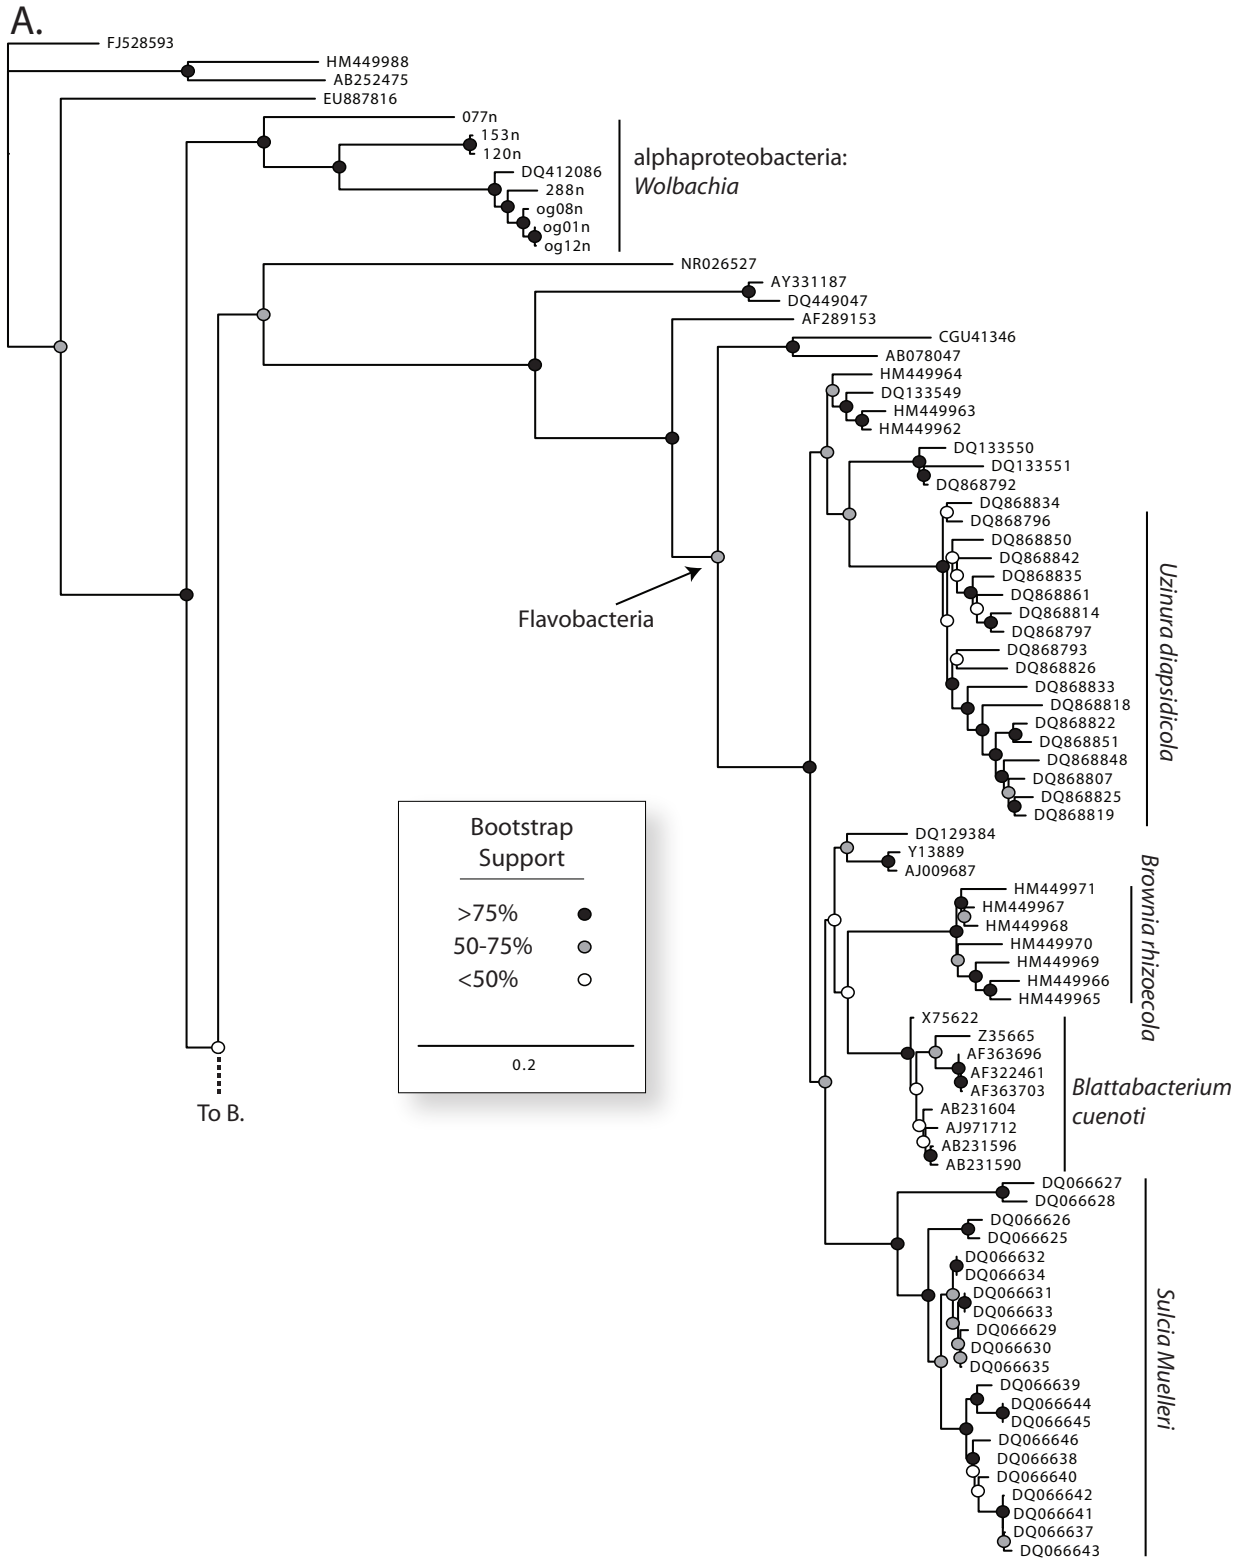 A.
FJ528593
HM449988
AB252475
EU887816
077n
153n
120n
DQ412086
288n
og08n
og01n
og12n
alphaproteobacteria:
Wolbachia
NR026527
AY331187
DQ449047
AF289153
CGU41346
AB078047
HM449964
DQ133549
HM449963
HM449962
DQ133550
DQ133551
DQ868792
DQ868834
DQ868796
DQ868850
DQ868842
DQ868835
DQ868861
DQ868814
DQ868797
DQ868793
DQ868826
DQ868833
DQ868818
DQ868822
DQ868851
DQ868848
DQ868807
DQ868825
DQ868819
Uzinura diapsidicola
Flavobacteria
DQ129384
Y13889
AJ009687
HM449971
HM449967
HM449968
HM449970
HM449969
HM449966
HM449965
Brownia rhizoecola
X75622
Z35665
AF363696
AF322461
AF363703
AB231604
AJ971712
AB231596
AB231590
Blattabacterium
cuenoti
DQ066627
DQ066628
DQ066626
DQ066625
DQ066632
DQ066634
DQ066631
DQ066633
DQ066629
DQ066630
DQ066635
DQ066639
DQ066644
DQ066645
DQ066646
DQ066638
DQ066640
DQ066642
DQ066641
DQ066637
DQ066643
Sulcia Muelleri
Bootstrap
Support
>75%
50-75%
<50%
0.2
To B.